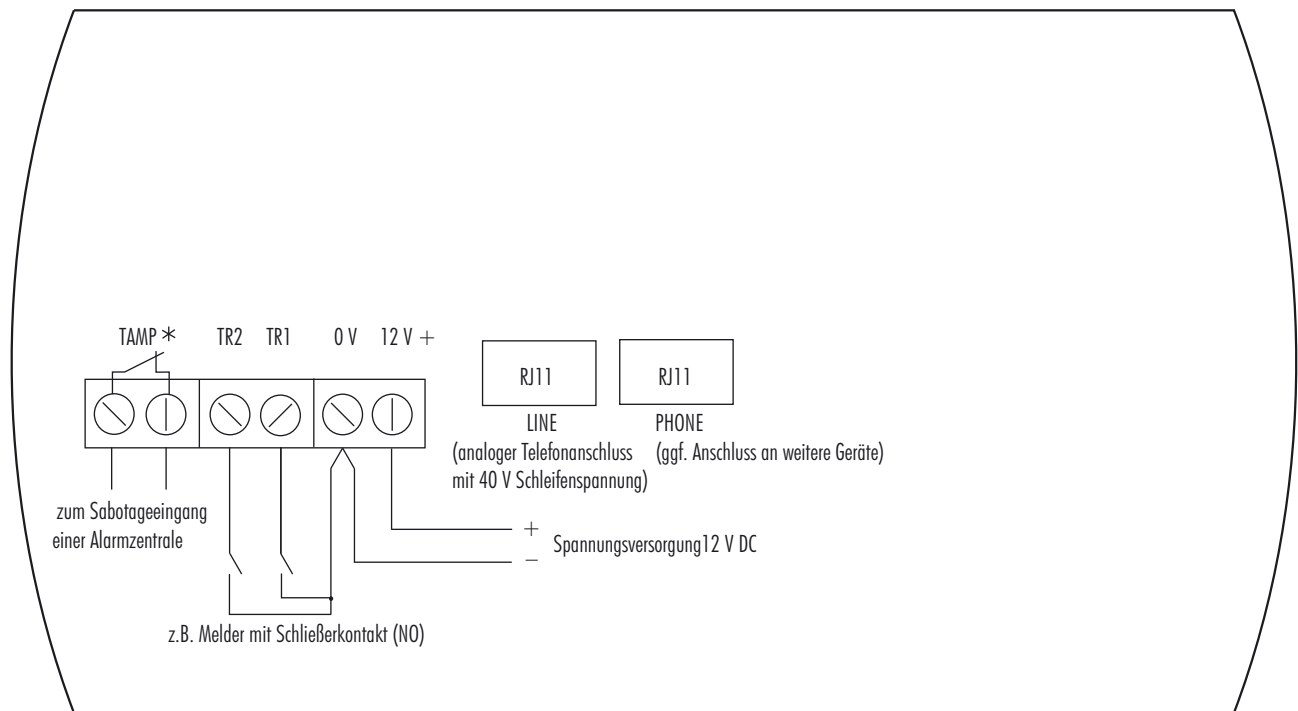 TAMP * TR2 TR1 0 V 12 V +
RJ11 RJ11
LINE PHONE
(analoger Telefonanschluss (ggf. Anschluss an weitere Geräte)
mit 40 V Schleifenspannung)
zum Sabotageeingang
einer Alarmzentrale
+
Spannungsversorgung12 V DC
−
z.B. Melder mit Schließerkontakt (NO)